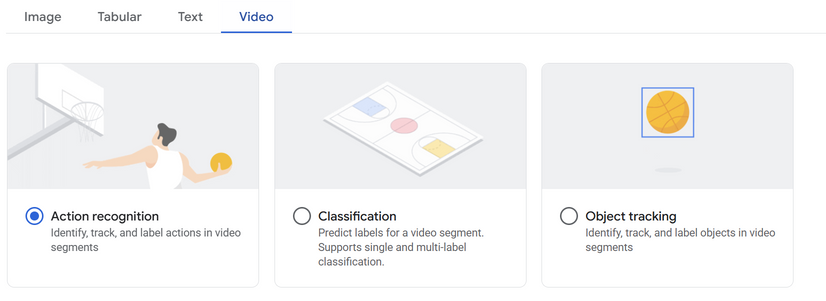 Image Tabular Text Video
Action recognition
Identify, track, and label actions in video
segments
Classification
Predict labels for a video segment.
Supports single and multi-label
classification.
Object tracking
Identify, track, and label objects in video
segments